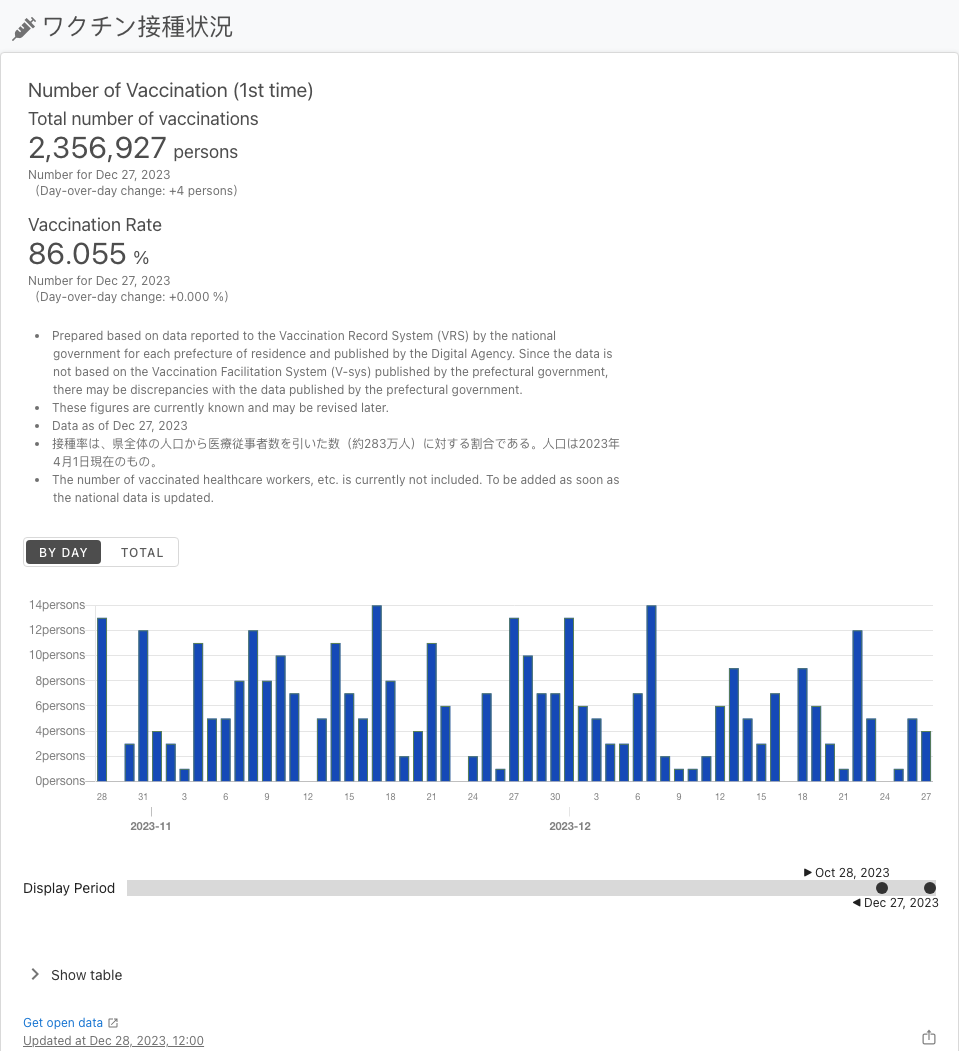 ワクチン接種状況
Number of Vaccination (1st time)
Total number of vaccinations
2,356,927 persons
Number for Dec 27, 2023
(Day-over-day change: +4 persons)
Vaccination Rate
86.055 %
Number for Dec 27, 2023
(Day-over-day change: +0.000 %)
• Prepared based on data reported to the Vaccination Record System (VRS) by the national
government for each prefecture of residence and published by the Digital Agency. Since the data is
not based on the Vaccination Facilitation System (V-sys) published by the prefectural government,
there may be discrepancies with the data published by the prefectural government.
• These figures are currently known and may be revised later.
• Data as of Dec 27, 2023
• 接種率は、県全体の人口から医療従事者数を引いた数（約283万人）に対する割合である。人口は2023年
4月1日現在のもの。
• The number of vaccinated healthcare workers, etc. is currently not included. To be added as soon as
the national data is updated.
BY DAY TOTAL
14persons
12persons
10persons
8persons
6persons
4persons
2persons
0persons
28 31 3 6 9 12 15 18 21 24 27 30 3 6 9 12 15 18 21 24 27
2023-11 2023-12
Oct 28, 2023
Display Period
Dec 27, 2023
Show table
Get open data
Updated at Dec 28, 2023, 12:00